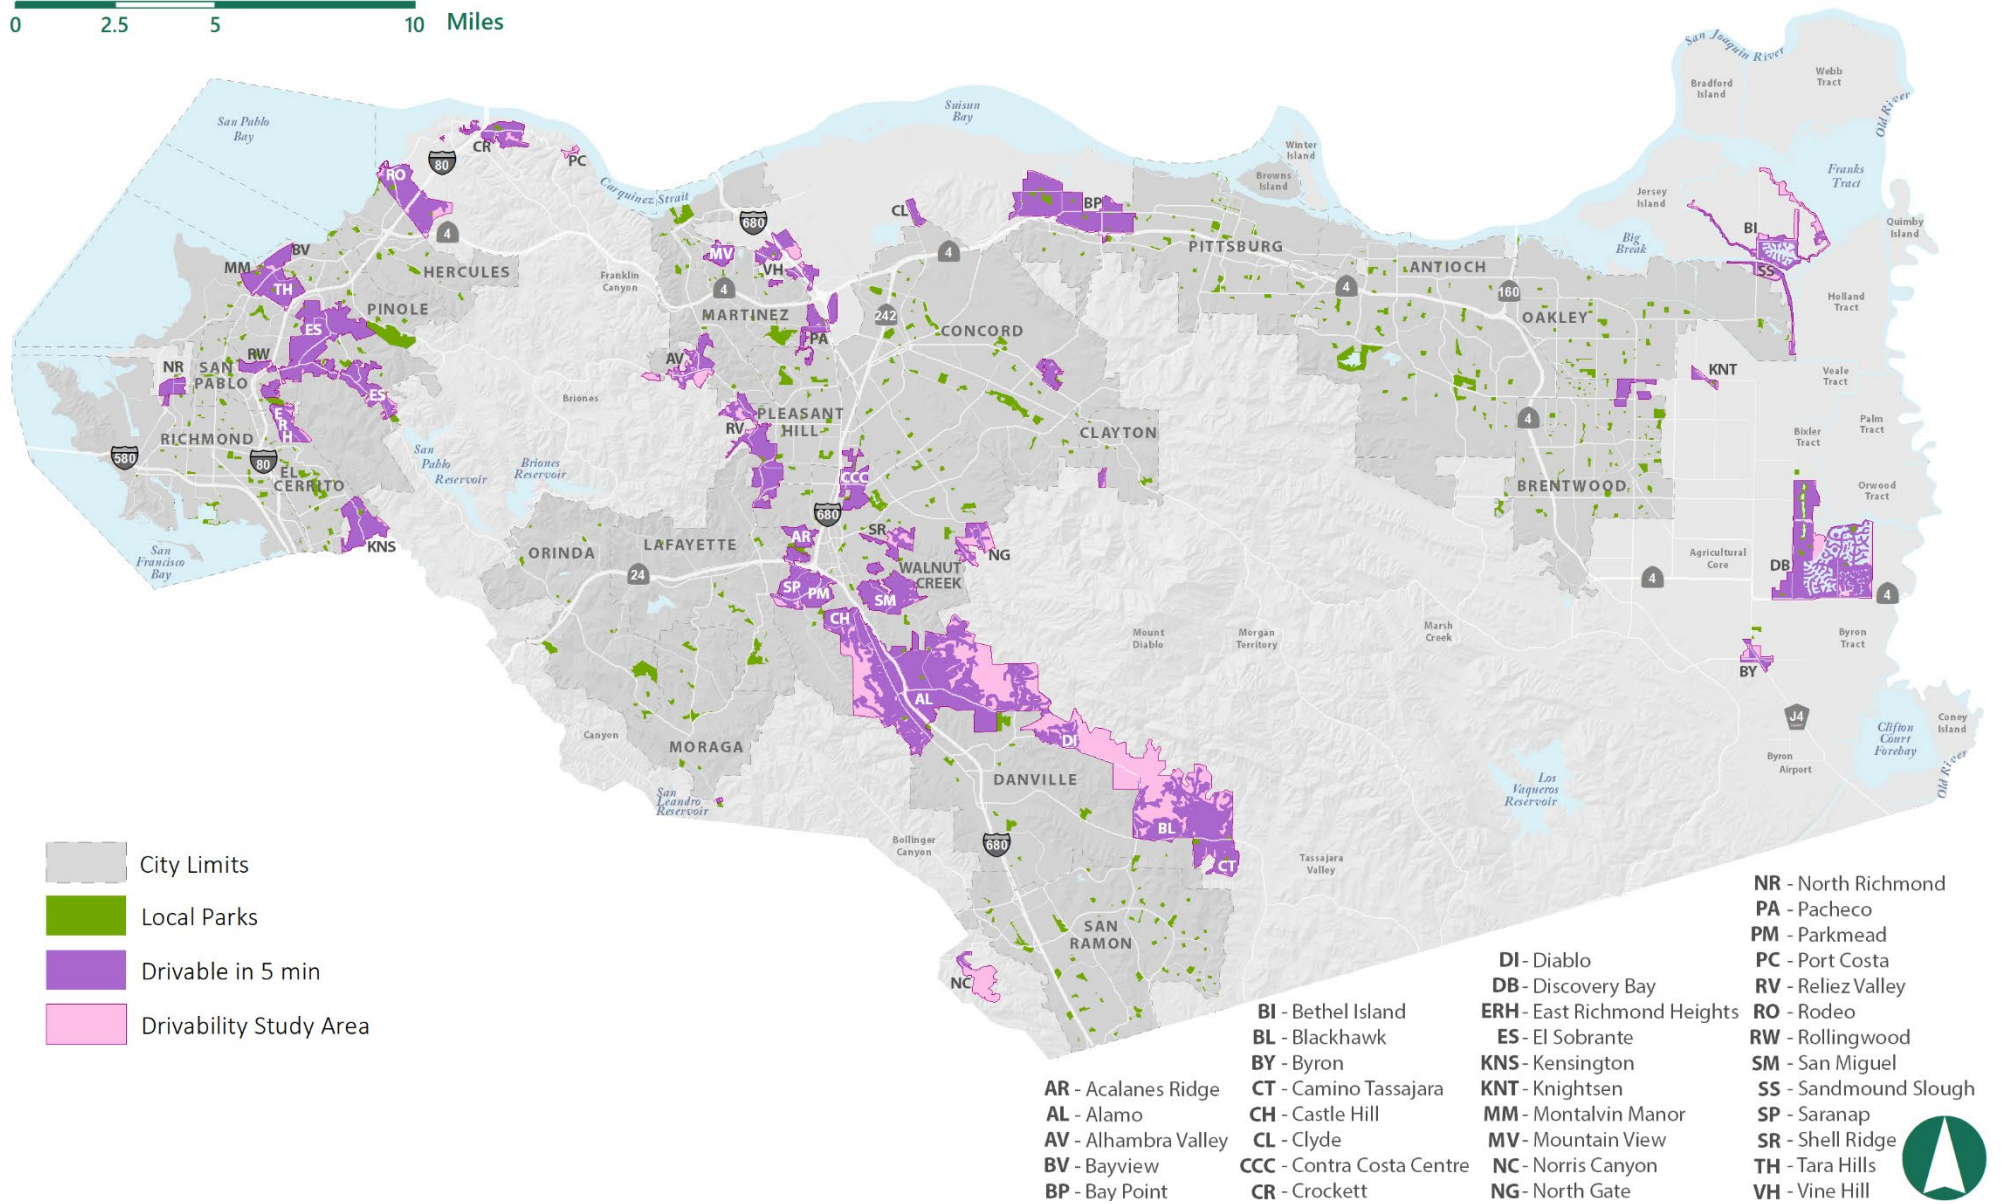 0 2.5 5 10 Miles
San Joaquin River
Webb
Tract
Bradford
Island
Old River
San Pablo
Bay
Suisun
Bay
CR
80
PC
RO
Carquinez Strait
Winter
Island
Browns
Island
Franks
Tract
Jersey
Island
Quimby
Island
680
CL
BP
4
BV
MM
TH
HERCULES
Franklin
Canyon
MV
VH
4
4
PITTSBURG
ANTIOCH
Big
Break
BI
SS
PINOLE
ES
MARTINEZ
242
CONCORD
4
160
OAKLEY
Holland
Tract
PA
RW
NR
SAN
PABLO
AV
ES
KNT
Veale
Tract
Briones
E
R
H
PLEASANT
HILL
RV
CLAYTON
4
Palm
Tract
Bixler
Tract
RICHMOND
580
80
EL
CERRITO
San
Pablo
Reservoir
Briones
Reservoir
CCC
BRENTWOOD
Orwood
Tract
680
KNS
San
Francisco
Bay
ORINDA
LAFAYETTE
AR
SR
NG
WALNUT
CREEK
24
SP
PM
SM
Agricultural
Core
DB
4
4
CH
Mount
Diablo
Morgan
Territory
Marsh
Creek
Byron
Tract
BY
AL
DI
J4
Clifton
Court
Forebay
Coney
Island
Canyon
MORAGA
DANVILLE
Byron
Airport
Old River
San
Leandro
Reservoir
Los
Vaqueros
Reservoir
BL
Bollinger
Canyon
680
CT
Tassajara
Valley
SAN
RAMON
NC
City Limits
Local Parks
Drivable in 5 min
Drivability Study Area
AR - Acalanes Ridge
AL - Alamo
AV - Alhambra Valley
BV - Bayview
BP - Bay Point
BI - Bethel Island
BL - Blackhawk
BY - Byron
CT - Camino Tassajara
CH - Castle Hill
CL - Clyde
CCC - Contra Costa Centre
CR - Crockett
DI - Diablo
DB - Discovery Bay
ERH - East Richmond Heights
ES - El Sobrante
KNS - Kensington
KNT - Knightsen
MM - Montalvin Manor
MV - Mountain View
NC - Norris Canyon
NG - North Gate
NR - North Richmond
PA - Pacheco
PM - Parkmead
PC - Port Costa
RV - Reliez Valley
RO - Rodeo
RW - Rollingwood
SM - San Miguel
SS - Sandmound Slough
SP - Saranap
SR - Shell Ridge
TH - Tara Hills
VH - Vine Hill